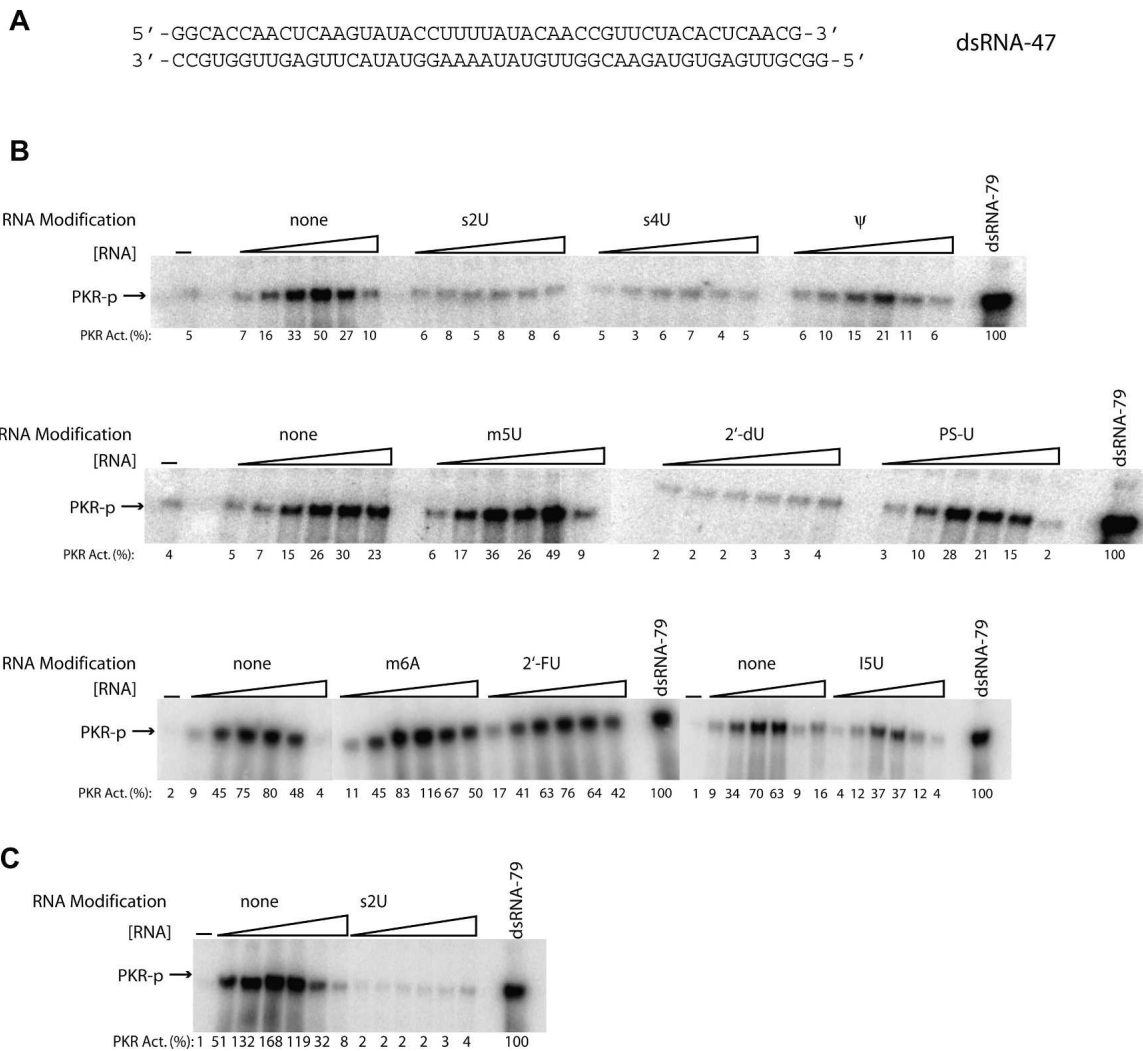 A
5'-GGCACCAACUCAAGUAUACCUUUUAUACAACCGUUCUACACUCAACG-3'
3'-CCGUGGUUGAGUUCAUAUGGAAAAUAUGUUGGCAAGAUGUGAGUUGCGG-5'
dsRNA-47
B
RNA Modification none s2U s4U ψ dsRNA-79
[RNA] –
PKR-p →
PKR Act.(%): 5 7 16 33 50 27 10 6 8 5 8 8 6 5 3 6 7 4 5 6 10 15 21 11 6 100
RNA Modification none m5U 2'-dU PS-U dsRNA-79
[RNA] –
PKR-p →
PKR Act.(%): 4 5 7 15 26 30 23 6 17 36 26 49 9 2 2 2 3 3 4 3 10 28 21 15 2 100
RNA Modification none m6A 2'-FU dsRNA-79 none I5U dsRNA-79
[RNA] – –
PKR-p →
PKR Act.(%): 2 9 45 75 80 48 4 11 45 83 116 67 50 17 41 63 76 64 42 100 1 9 34 70 63 9 16 4 12 37 37 12 4 100
C
RNA Modification none s2U dsRNA-79
[RNA] –
PKR-p →
PKR Act.(%): 1 51 132 168 119 32 8 2 2 2 2 3 4 100